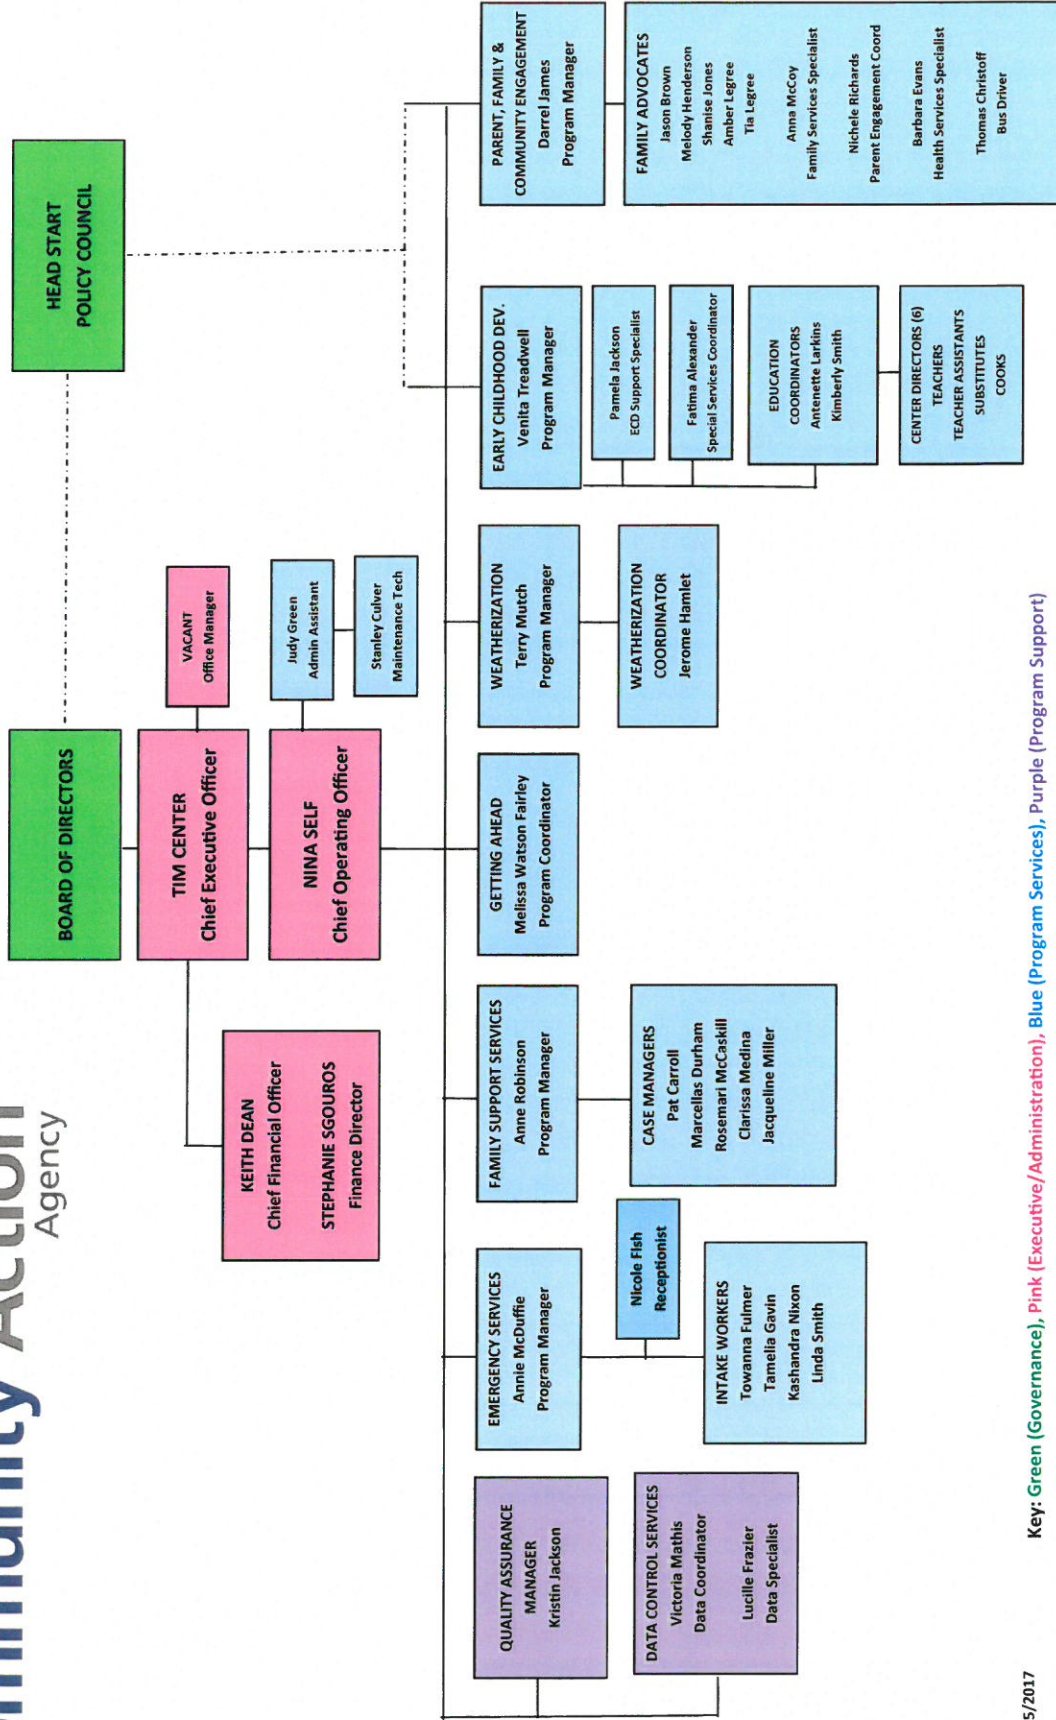 Action
Agency
BOARD OF DIRECTORS
HEAD START
POLICY COUNCIL
TIM CENTER
Chief Executive Officer
VACANT
Office Manager
KEITH DEAN
Chief Financial Officer
STEPHANIE SGOUROS
Finance Director
NINA SELF
Chief Operating Officer
Judy Green
Admin Assistant
Stanley Culver
Maintenance Tech
QUALITY ASSURANCE
MANAGER
Kristin Jackson
DATA CONTROL SERVICES
Victoria Mathis
Data Coordinator
Lucille Frazier
Data Specialist
EMERGENCY SERVICES
Annie McDuffie
Program Manager
Nicole Fish
Receptionist
INTAKE WORKERS
Towanna Fulmer
Tamelia Gavin
Kashandra Nixon
Linda Smith
FAMILY SUPPORT SERVICES
Anne Robinson
Program Manager
CASE MANAGERS
Pat Carroll
Marcellas Durham
Rosemari McCaskill
Clarissa Medina
Jacqueline Miller
GETTING AHEAD
Melissa Watson Fairley
Program Coordinator
WEATHERIZATION
Terry Mutch
Program Manager
WEATHERIZATION
COORDINATOR
Jerome Hamlet
EARLY CHILDHOOD DEV.
Venita Treadwell
Program Manager
Pamela Jackson
ECD Support Specialist
Fatima Alexander
Special Services Coordinator
EDUCATION
COORDINATORS
Antenette Larkins
Kimberly Smith
CENTER DIRECTORS (6)
TEACHERS
TEACHER ASSISTANTS
SUBSTITUTES
COOKS
PARENT, FAMILY &
COMMUNITY ENGAGEMENT
Darrel James
Program Manager
FAMILY ADVOCATES
Jason Brown
Melody Henderson
Shanise Jones
Amber Legree
Tia Legree
Anna McCoy
Family Services Specialist
Nichele Richards
Parent Engagement Coord
Barbara Evans
Health Services Specialist
Thomas Christoff
Bus Driver
5/2017
Key: Green (Governance), Pink (Executive/Administration), Blue (Program Services), Purple (Program Support)